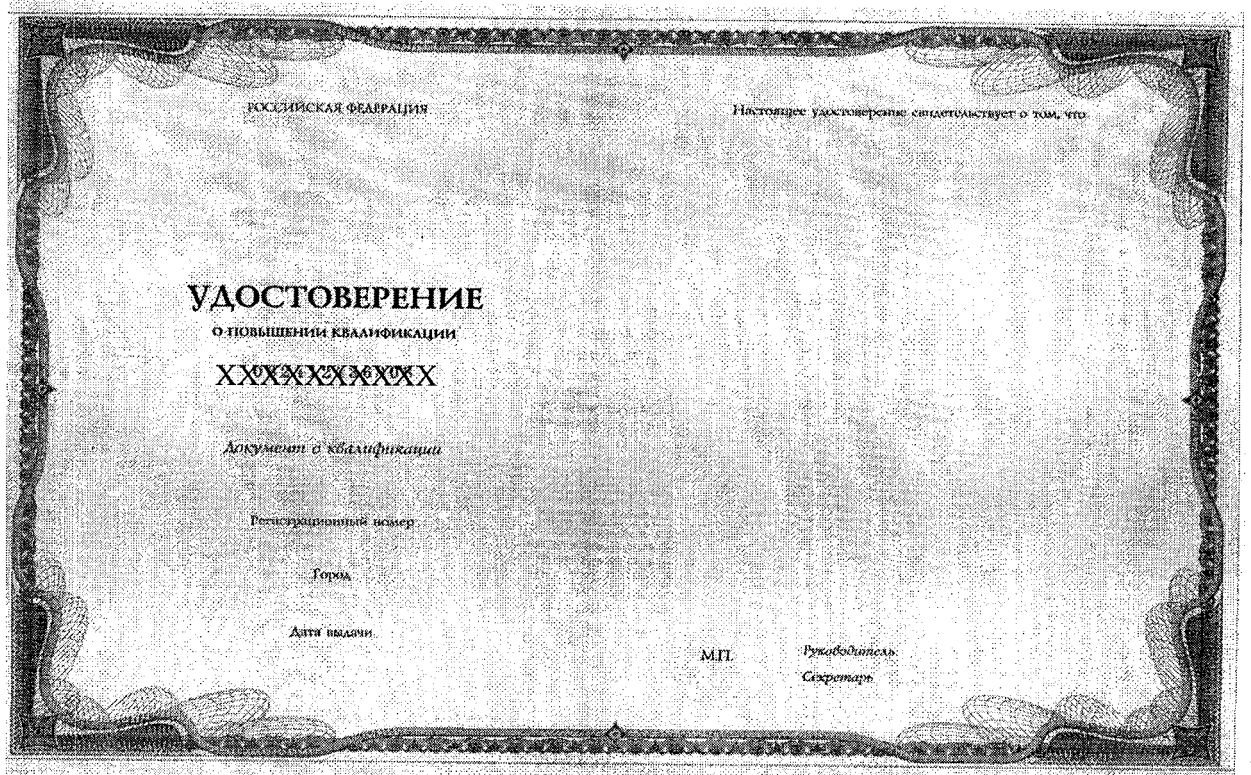 РОССИЙСКАЯ ФЕДЕРАЦИЯ
УДОСТОВЕРЕНИЕ
О ПОВЫШЕНИИ КВАЛИФИКАЦИИ
XXXXXXXXXX
Документ о квалификации
Регистрационный номер
Город
Дата выдачи
Настоящее удостоверение свидетельствует о том, что
М.П.
Руководитель
Секретарь